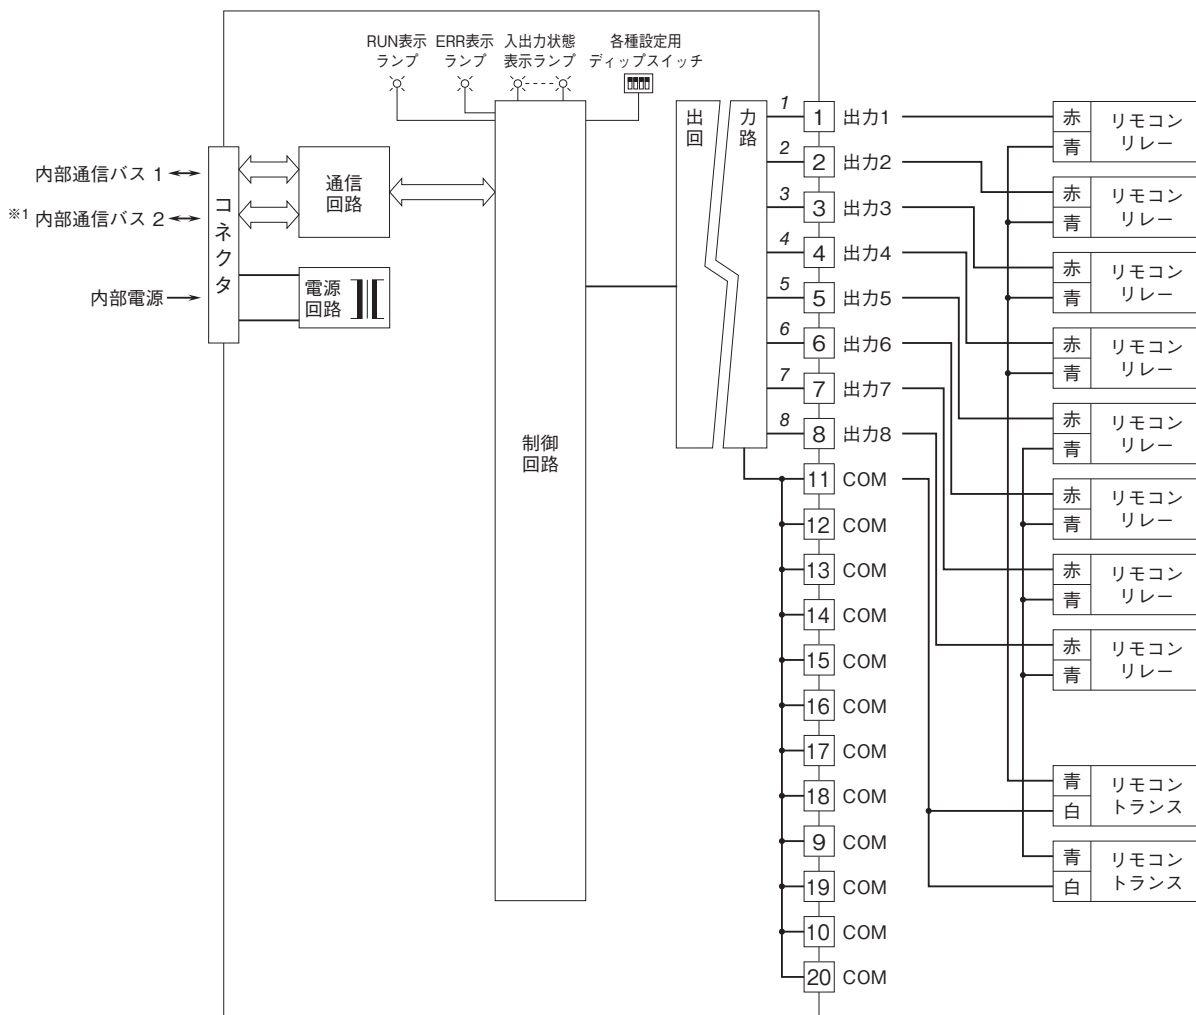 RUN表示
ランプ
ERR表示
ランプ
入出力状態
表示ランプ
各種設定用
ディップスイッチ
内部通信バス 1
※1 内部通信バス 2
内部電源
コネクタ
通信
回路
電源
回路
制御
回路
出力
回路
1 1 出力1
2 2 出力2
3 3 出力3
4 4 出力4
5 5 出力5
6 6 出力6
7 7 出力7
8 8 出力8
11 COM
12 COM
13 COM
14 COM
15 COM
16 COM
17 COM
18 COM
9 COM
19 COM
10 COM
20 COM
赤 リモコン
青 リレー
赤 リモコン
青 リレー
赤 リモコン
青 リレー
赤 リモコン
青 リレー
赤 リモコン
青 リレー
赤 リモコン
青 リレー
赤 リモコン
青 リレー
赤 リモコン
青 リレー
青 リモコン
白 トランス
青 リモコン
白 トランス